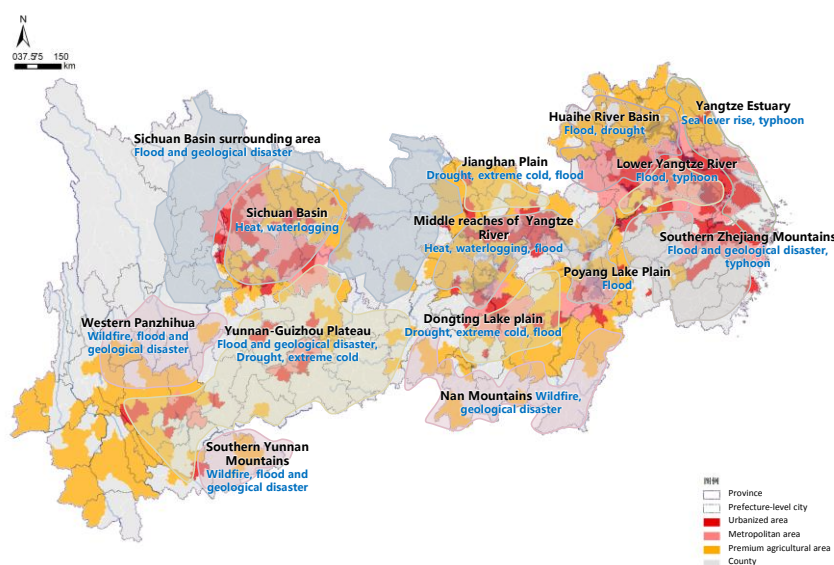 N
037.575 150
km
Sichuan Basin surrounding area
Flood and geological disaster
Sichuan Basin
Heat, waterlogging
Jianghan Plain
Drought, extreme cold, flood
Middle reaches of Yangtze
River
Heat, waterlogging, flood
Huaihe River Basin
Flood, drought
Yangtze Estuary
Sea lever rise, typhoon
Lower Yangtze River
Flood, typhoon
Southern Zhejiang Mountains
Flood and geological disaster,
typhoon
Poyang Lake Plain
Flood
Western Panzhihua
Wildfire, flood and
geological disaster
Yunnan-Guizhou Plateau
Flood and geological disaster,
Drought, extreme cold
Dongting Lake plain
Drought, extreme cold, flood
Nan Mountains Wildfire,
geological disaster
Southern Yunnan
Mountains
Wildfire, flood and
geological disaster
图例
Province
Prefecture-level city
Urbanized area
Metropolitan area
Premium agricultural area
County